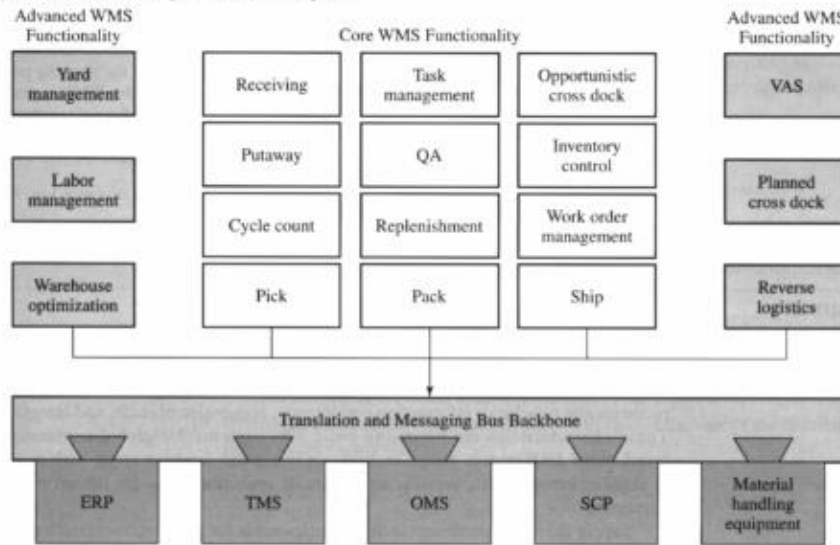 Advanced WMS
Functionality
Yard
management
Labor
management
Warehouse
optimization
Core WMS Functionality
Receiving
Task
management
Opportunistic
cross dock
Putaway
QA
Inventory
control
Cycle count
Replenishment
Work order
management
Pick
Pack
Ship
Advanced WMS
Functionality
VAS
Planned
cross dock
Reverse
logistics
Translation and Messaging Bus Backbone
ERP
TMS
OMS
SCP
Material
handling
equipment